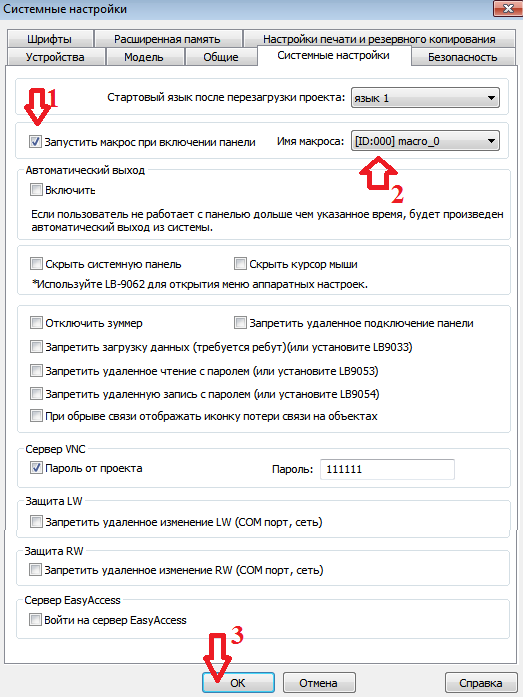 Системные настройки
Шрифты Расширенная память Настройки печати и резервного копирования
Устройства Модель Общие Системные настройки Безопасность
Стартовый язык после перезагрузки проекта: язык 1
1
Запустить макрос при включении панели Имя макроса: [ID:000] macro_0
2
Автоматический выход
Включить
Если пользователь не работает с панелью дольше чем указанное время, будет произведен
автоматический выход из системы.
Скрыть системную панель Скрыть курсор мыши
*Используйте LB-9062 для открытия меню аппаратных настроек.
Отключить зуммер Запретить удаленное подключение панели
Запретить загрузку данных (требуется ребут)(или установите LB9033)
Запретить удаленное чтение с паролем (или установите LB9053)
Запретить удаленную запись с паролем (или установите LB9054)
При обрыве связи отображать иконку потери связи на объектах
Сервер VNC
Пароль от проекта Пароль: 111111
Защита LW
Запретить удаленное изменение LW (COM порт, сеть)
Защита RW
Запретить удаленное изменение RW (COM порт, сеть)
Сервер EasyAccess
Войти на сервер EasyAccess
3
OK Отмена Справка